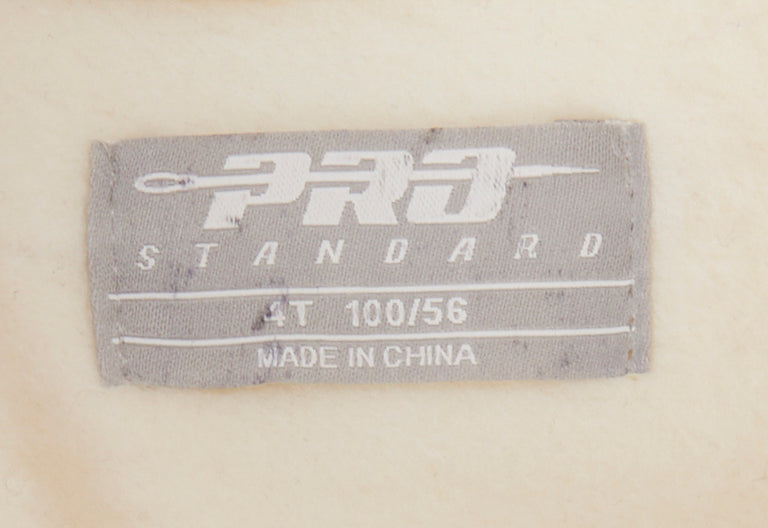 PRO
STANDARD
4T 100/56
MADE IN CHINA